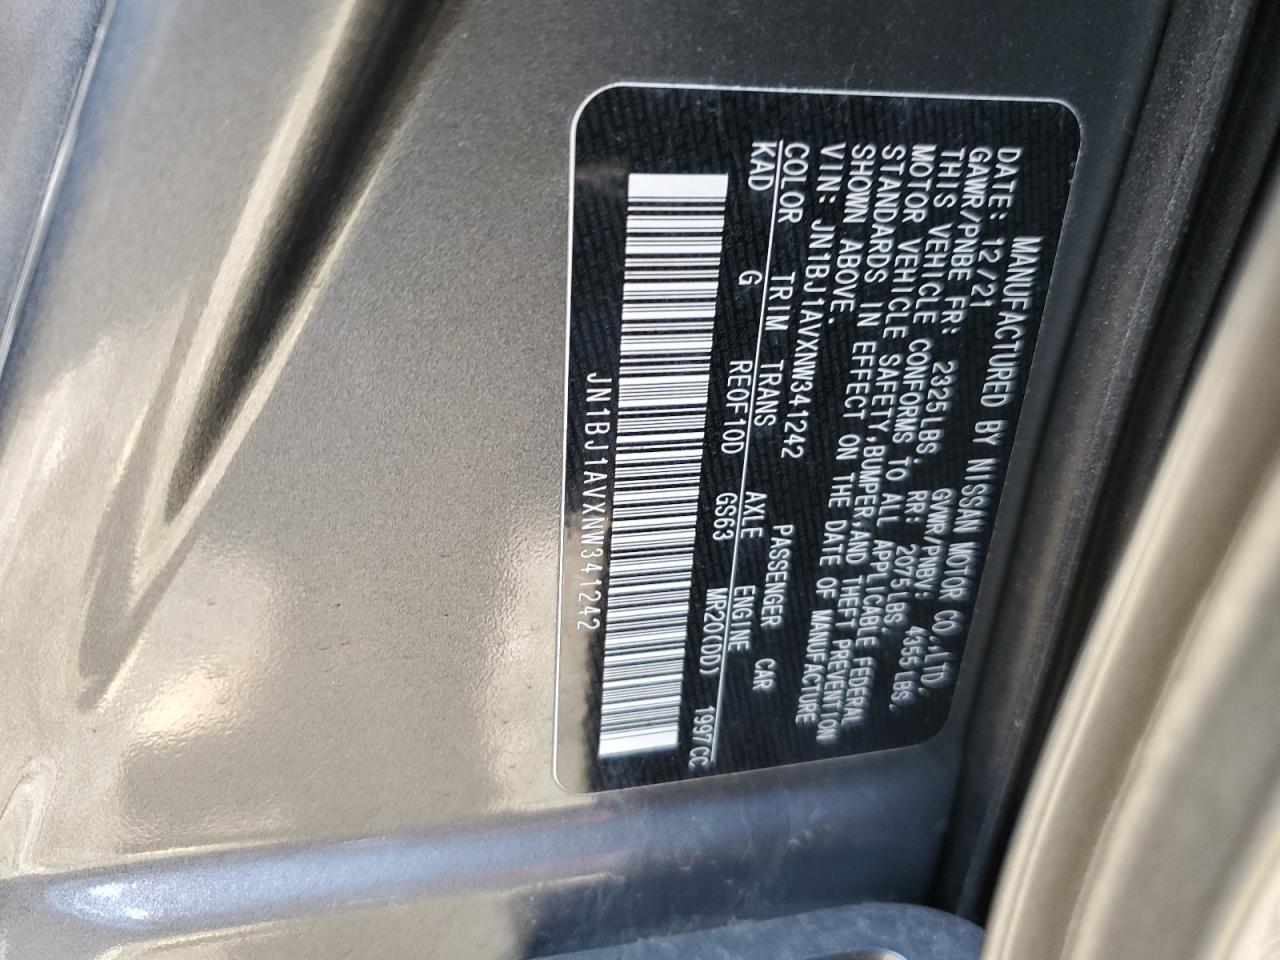 MANUFACTURED BY NISSAN MOTOR CO.,LTD.
DATE: 12/21 GVWR/PNBV: 4355LBS.
GAWR/PNBE FR: 2325LBS. RR: 2075LBS.
THIS VEHICLE CONFORMS TO ALL APPLICABLE FEDERAL
MOTOR VEHICLE SAFETY,BUMPER,AND THEFT PREVENTION
STANDARDS IN EFFECT ON THE DATE OF MANUFACTURE
SHOWN ABOVE.
VIN: JN1BJ1AVXNW341242 PASSENGER CAR
COLOR TRIM TRANS AXLE ENGINE
KAD G RE0F10D GS63 MR20(DD) 1997CC
JN1BJ1AVXNW341242